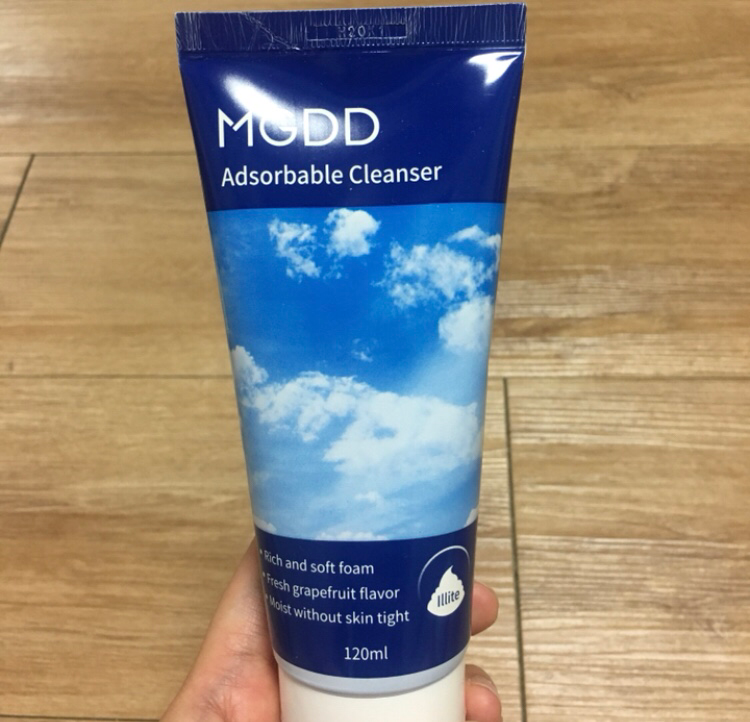 MGDD
Adsorbable Cleanser
• Rich and soft foam
• Fresh grapefruit flavor
• Moist without skin tight
Illite
120ml